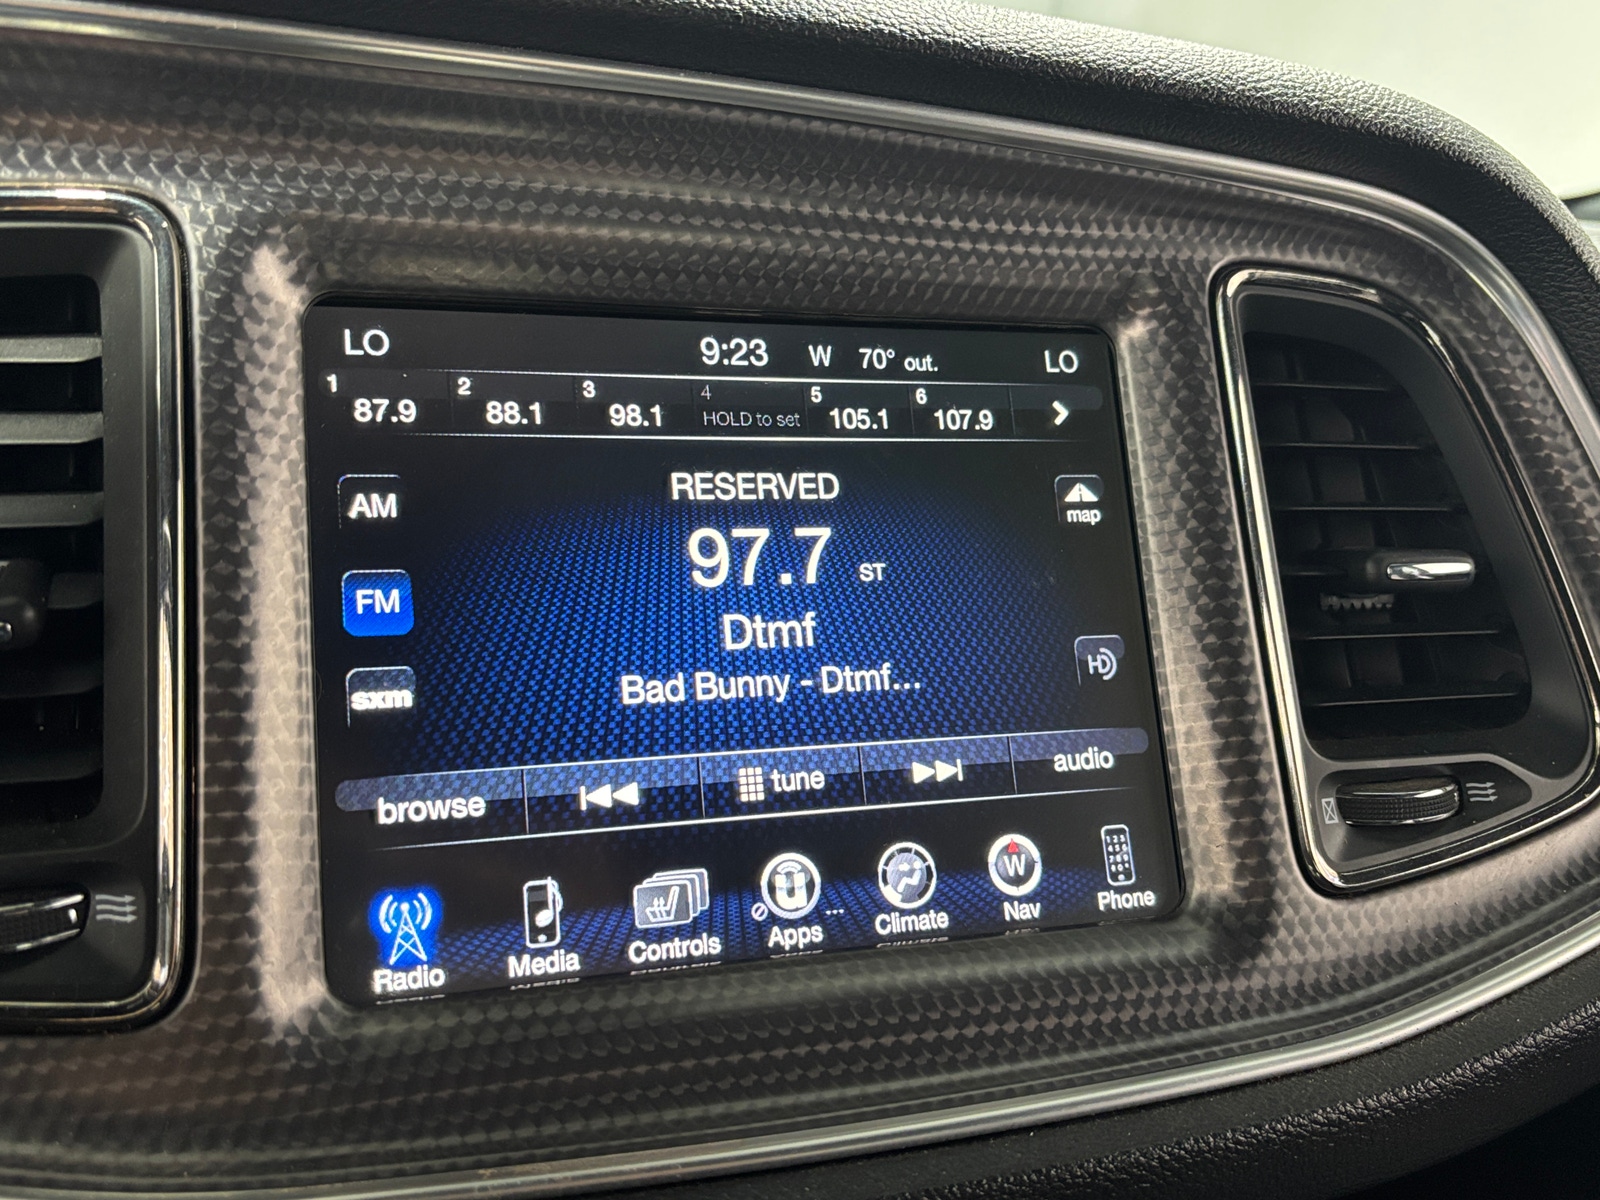 LO 9:23 W 70° out. LO
1 87.9 2 88.1 3 98.1 4 HOLD to set 5 105.1 6 107.9
RESERVED
AM
map
97.7 ST
FM
Dtmf
HD
sxm
Bad Bunny - Dtmf...
browse tune audio
W
Radio Media Controls Apps Climate Nav Phone